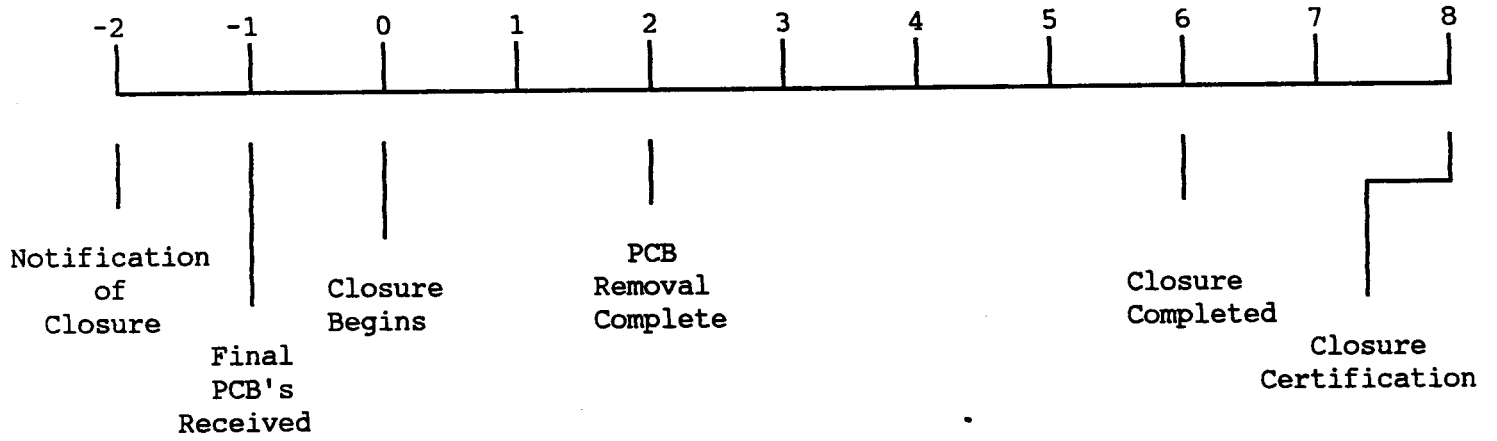 -2 -1 0 1 2 3 4 5 6 7 8
Notification
of
Closure
Final
PCB's
Received
Closure
Begins
PCB
Removal
Complete
Closure
Completed
Closure
Certification